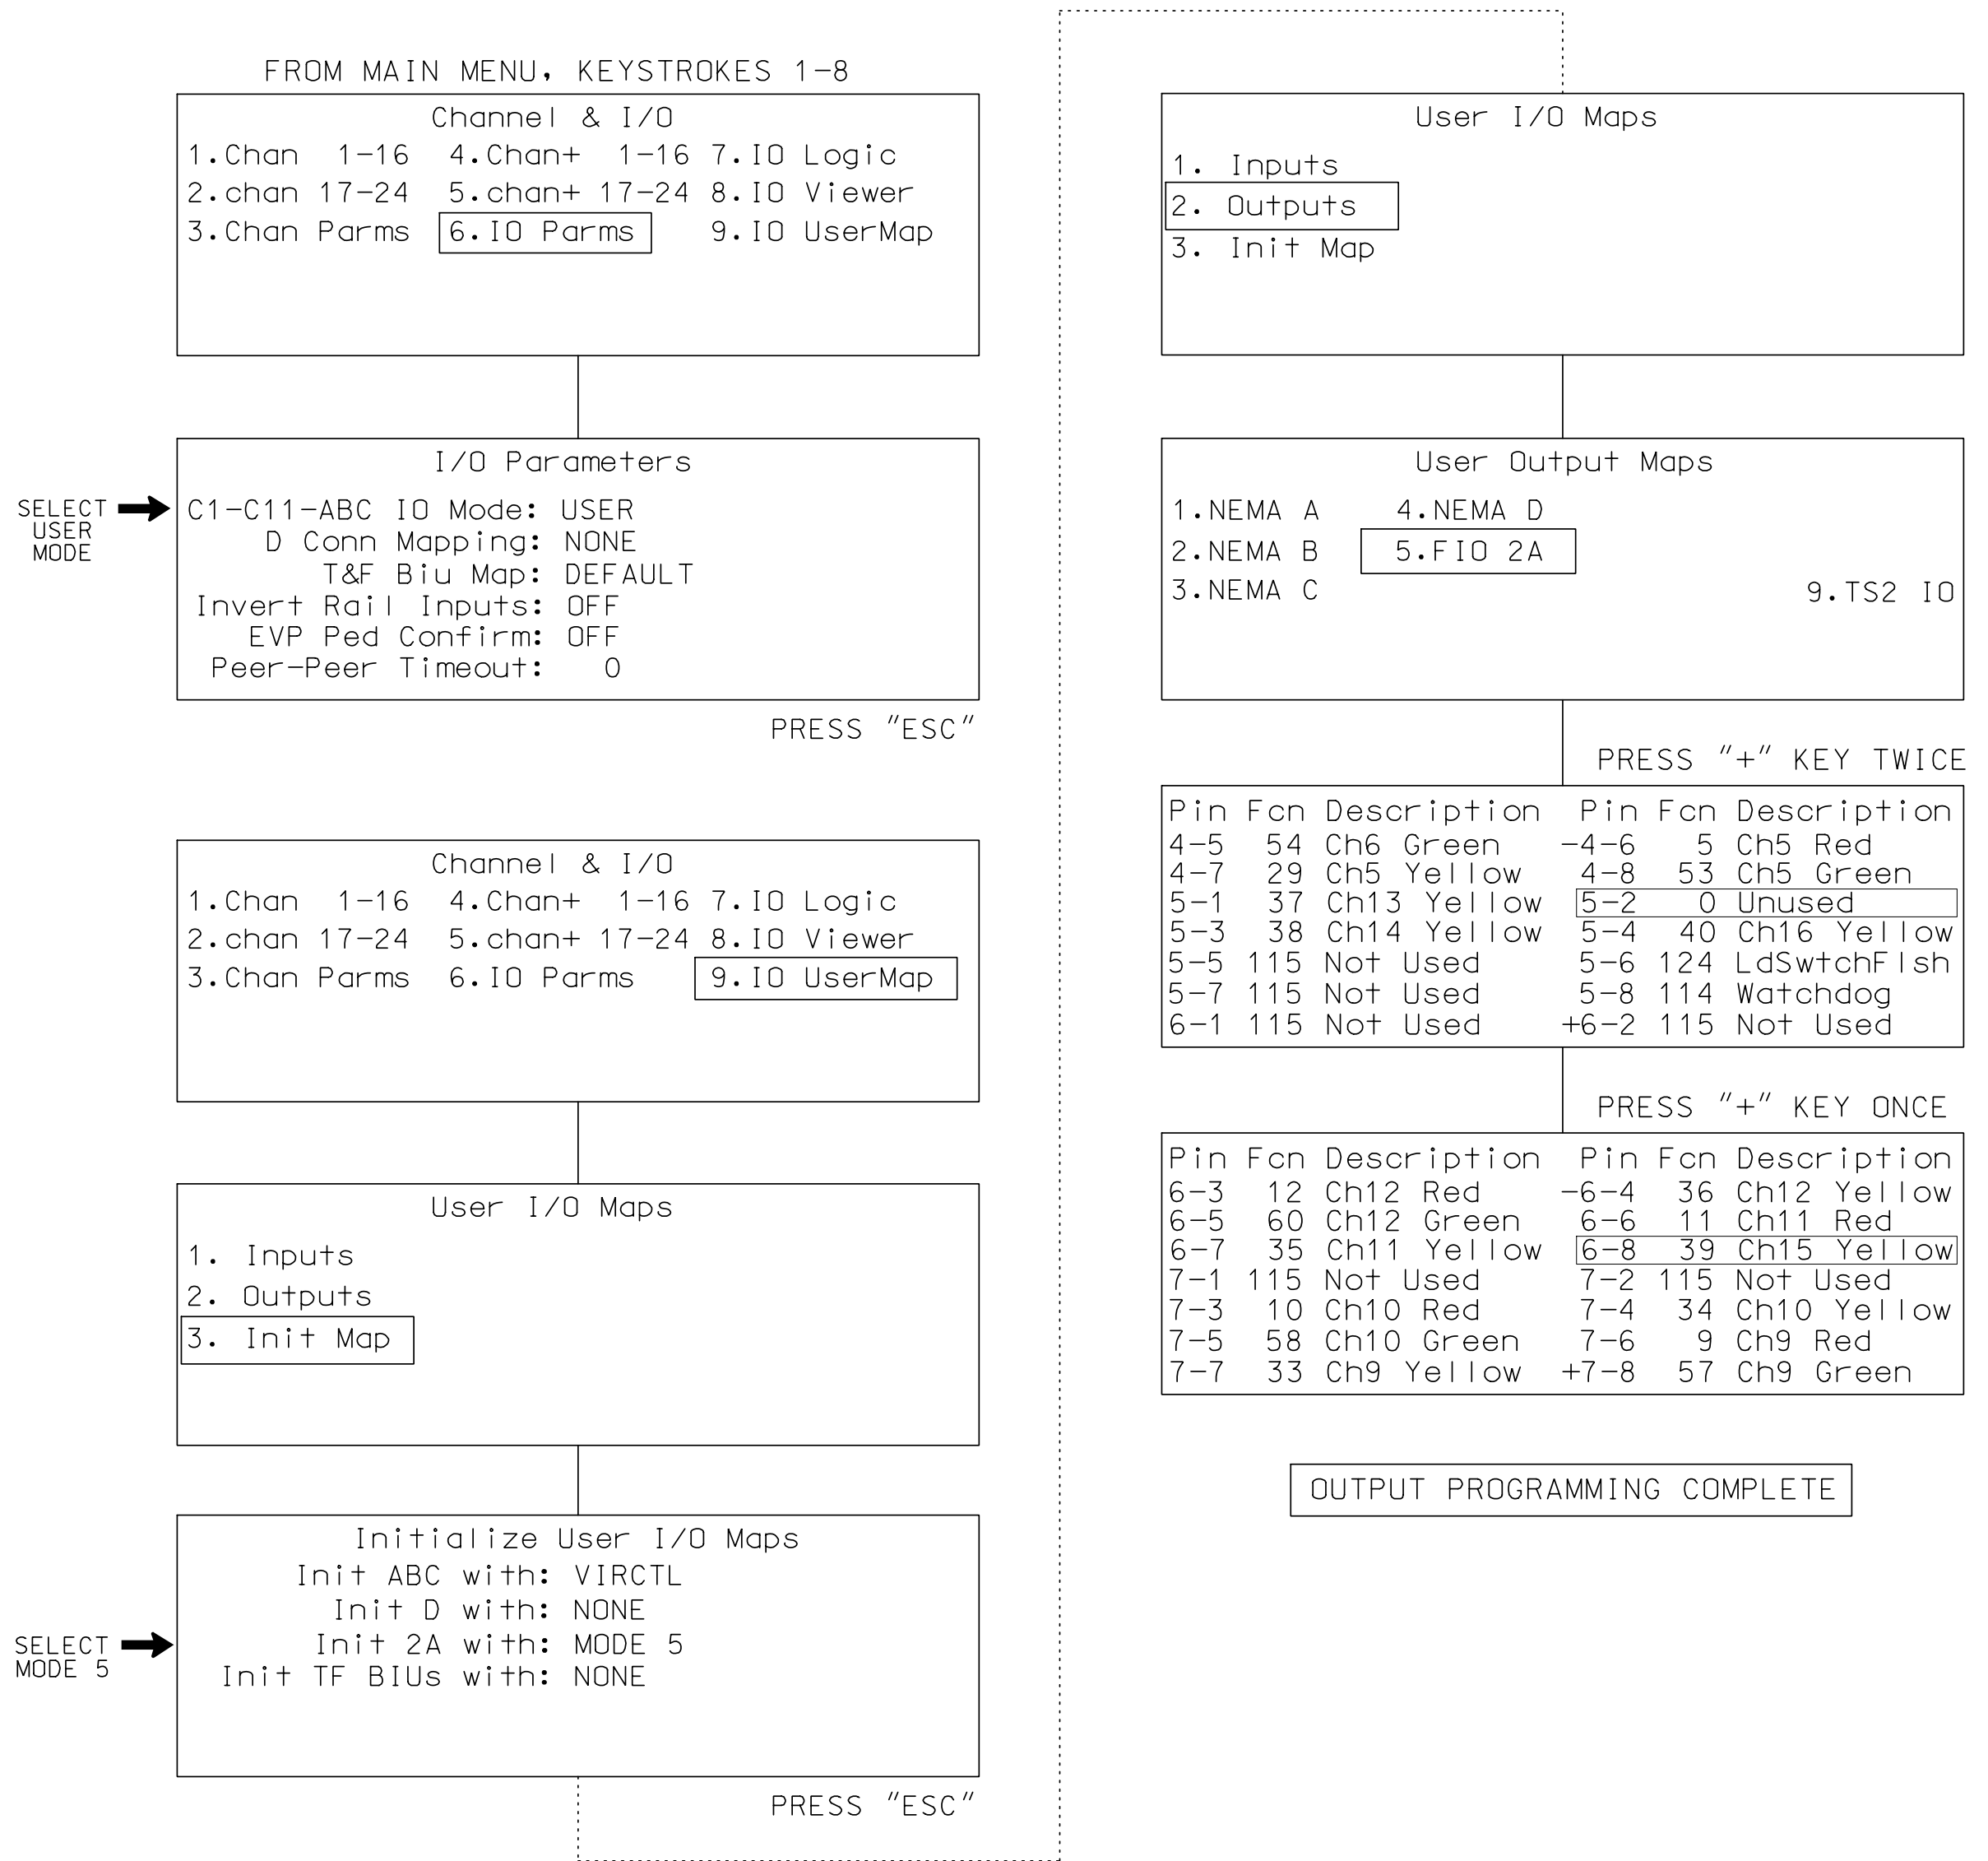 FROM MAIN MENU, KEYSTROKES 1-8
Channel & I/O
1.Chan 1-16 4.Chan+ 1-16 7.IO Logic
2.chan 17-24 5.chan+ 17-24 8.IO Viewer
3.Chan Parms 6.IO Parms 9.IO UserMap
I/O Parameters
SELECT
USER
MODE
C1-C11-ABC IO Mode: USER
D Conn Mapping: NONE
T&F Biu Map: DEFAULT
Invert Rail Inputs: OFF
EVP Ped Confirm: OFF
Peer-Peer Timeout: 0
PRESS "ESC"
Channel & I/O
1.Chan 1-16 4.Chan+ 1-16 7.IO Logic
2.chan 17-24 5.chan+ 17-24 8.IO Viewer
3.Chan Parms 6.IO Parms 9.IO UserMap
User I/O Maps
1. Inputs
2. Outputs
3. Init Map
Initialize User I/O Maps
Init ABC with: VIRCTL
Init D with: NONE
SELECT
MODE 5
Init 2A with: MODE 5
Init TF BIUs with: NONE
PRESS "ESC"
User I/O Maps
1. Inputs
2. Outputs
3. Init Map
User Output Maps
1.NEMA A 4.NEMA D
2.NEMA B 5.FIO 2A
3.NEMA C 9.TS2 IO
PRESS "+" KEY TWICE
Pin Fcn Description Pin Fcn Description
4-5 54 Ch6 Green -4-6 5 Ch5 Red
4-7 29 Ch5 Yellow 4-8 53 Ch5 Green
5-1 37 Ch13 Yellow 5-2 0 Unused
5-3 38 Ch14 Yellow 5-4 40 Ch16 Yellow
5-5 115 Not Used 5-6 124 LdSwtchFlsh
5-7 115 Not Used 5-8 114 Watchdog
6-1 115 Not Used +6-2 115 Not Used
PRESS "+" KEY ONCE
Pin Fcn Description Pin Fcn Description
6-3 12 Ch12 Red -6-4 36 Ch12 Yellow
6-5 60 Ch12 Green 6-6 11 Ch11 Red
6-7 35 Ch11 Yellow 6-8 39 Ch15 Yellow
7-1 115 Not Used 7-2 115 Not Used
7-3 10 Ch10 Red 7-4 34 Ch10 Yellow
7-5 58 Ch10 Green 7-6 9 Ch9 Red
7-7 33 Ch9 Yellow +7-8 57 Ch9 Green
OUTPUT PROGRAMMING COMPLETE